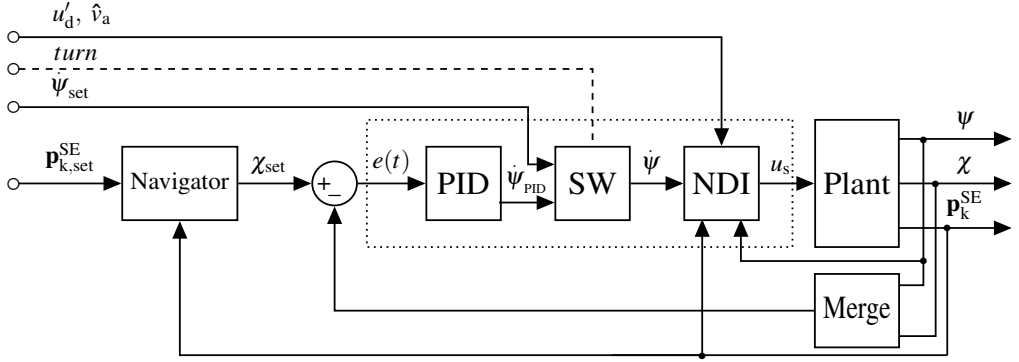 u′d, v̂a
turn
ψ̇set
p^SE_k,set
Navigator
χset
+
−
e(t)
PID
ψ̇PID
SW
ψ̇
NDI
us
Plant
ψ
χ
p^SE_k
Merge